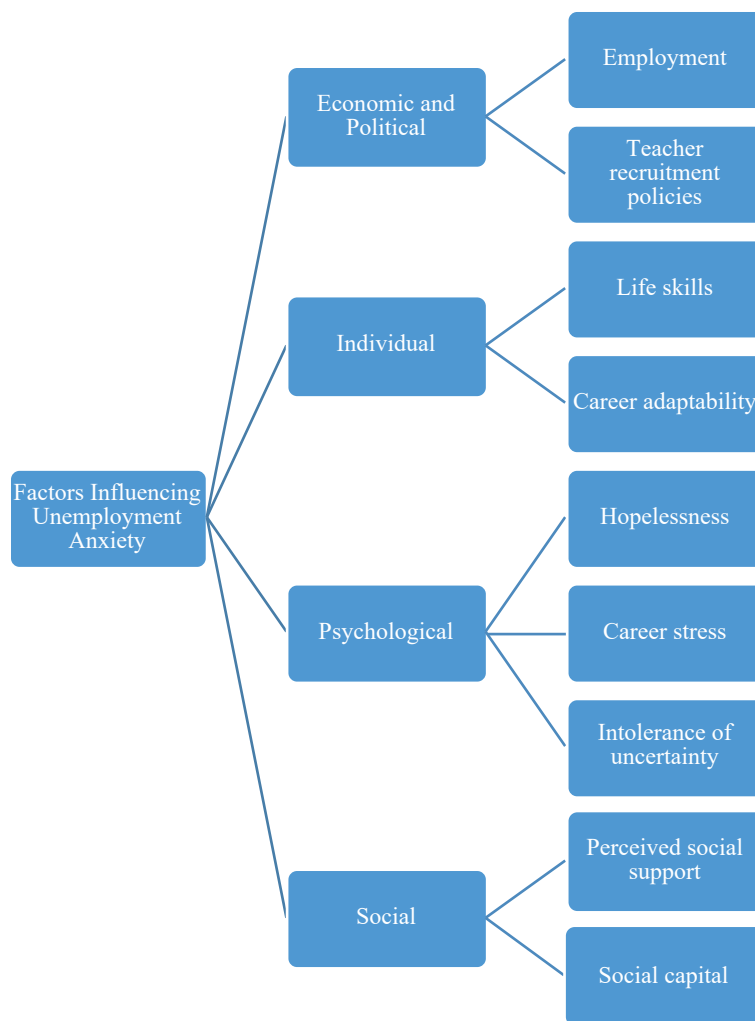 Factors Influencing
Unemployment
Anxiety
Economic and
Political
Employment
Teacher
recruitment
policies
Individual
Life skills
Career adaptability
Psychological
Hopelessness
Career stress
Intolerance of
uncertainty
Social
Perceived social
support
Social capital